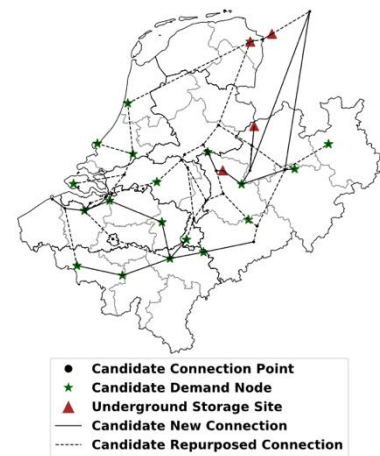 Candidate Connection Point
Candidate Demand Node
Underground Storage Site
Candidate New Connection
Candidate Repurposed Connection